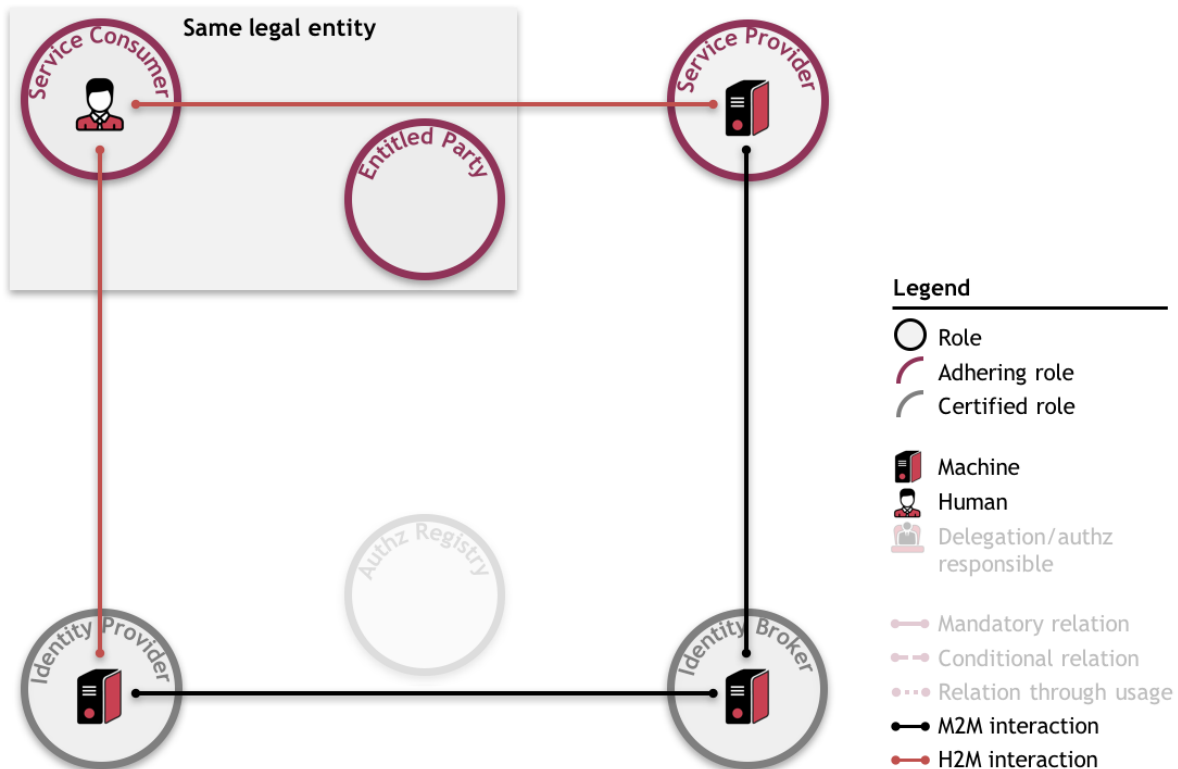 Same legal entity
Service Consumer
Service Provider
Entitled Party
Legend
Role
Adhering role
Certified role
Machine
Human
Delegation/authz
responsible
Authz Registry
Identity Provider
Identity Broker
Mandatory relation
Conditional relation
Relation through usage
M2M interaction
H2M interaction